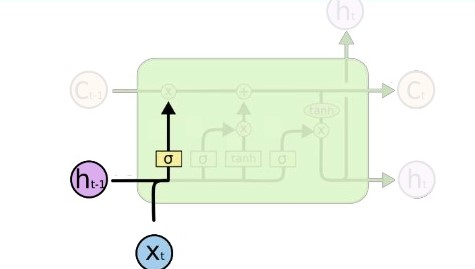 hₜ
Cₜ₋₁ x + Cₜ
tanh
x x
σ σ tanh σ
hₜ₋₁ hₜ
Xₜ